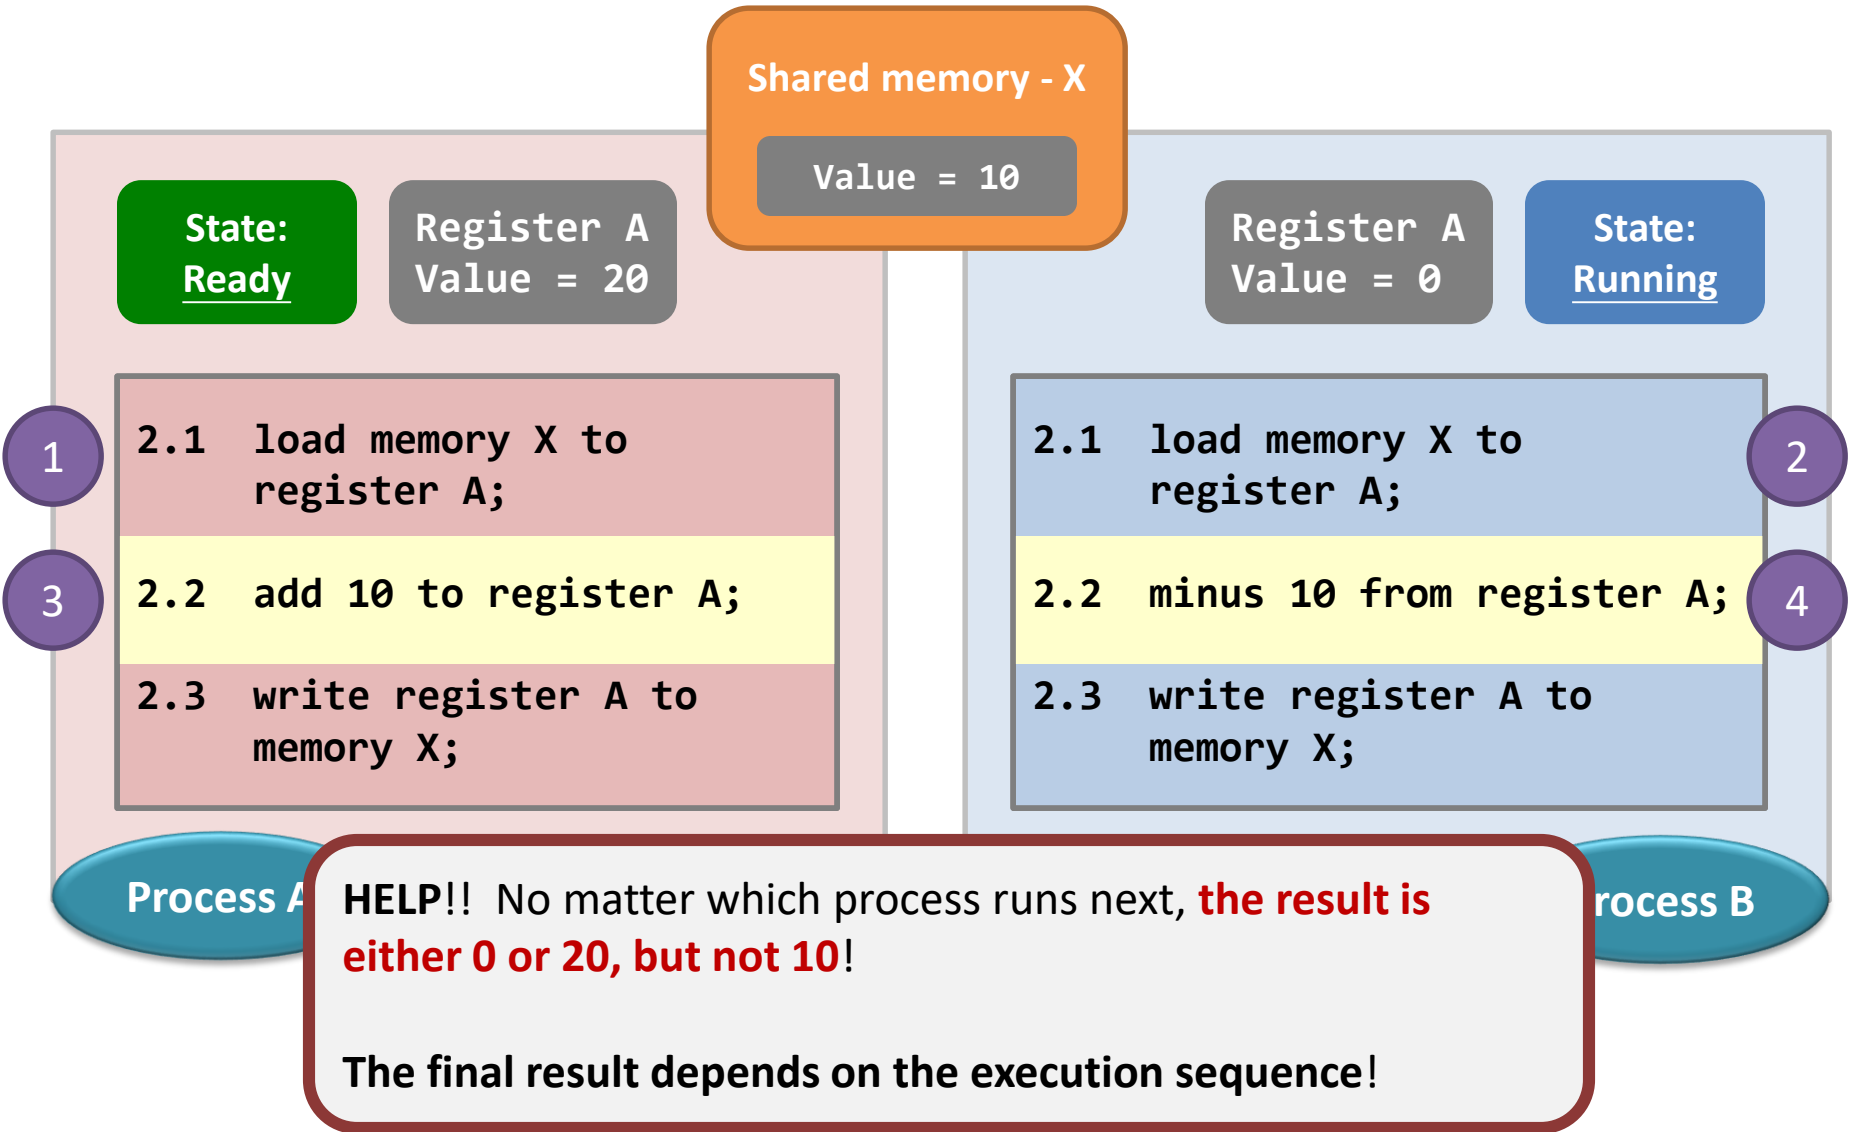 Shared memory - X
Value = 10
State:
Ready
Register A
Value = 20
Register A
Value = 0
State:
Running
1
2.1 load memory X to
register A;
3
2.2 add 10 to register A;
2.3 write register A to
memory X;
2.1 load memory X to
register A;
2
2.2 minus 10 from register A;
4
2.3 write register A to
memory X;
Process A
rocess B
HELP!! No matter which process runs next, the result is
either 0 or 20, but not 10!
The final result depends on the execution sequence!